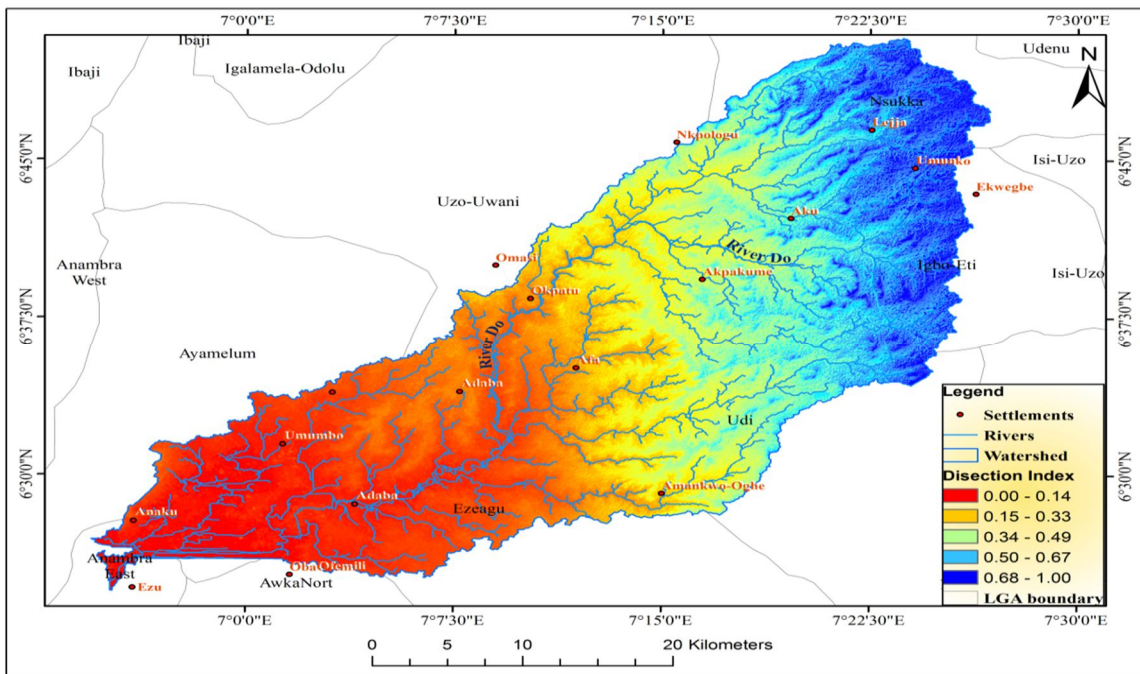 7°0'0"E 7°7'30"E 7°15'0"E 7°22'30"E 7°30'0"E
Ibaji
Udenu
Ibaji
Igalamela-Odolu
N
Nsukka
Lejja
Nkpologu
6°45'0"N
6°45'0"N
Isi-Uzo
Umunko
Ekwegbe
Uzo-Uwani
Aku
River Do
Omasi
Anambra
West
Akpakume
Igbo-Eti
Isi-Uzo
Okpatu
6°37'30"N
6°37'30"N
River Do
Ayamelum
Afa
Adaba
Legend
Settlements
Udi
Umumbo
Rivers
Watershed
6°30'0"N
6°30'0"N
Disection Index
Amankwo-Oghe
Adaba
0.00 - 0.14
Anaku
Ezeagu
0.15 - 0.33
0.34 - 0.49
Anambra
East
ObaOfemili
0.50 - 0.67
AwkaNort
0.68 - 1.00
Ezu
LGA boundary
7°0'0"E 7°7'30"E 7°15'0"E 7°22'30"E 7°30'0"E
0 5 10 20 Kilometers